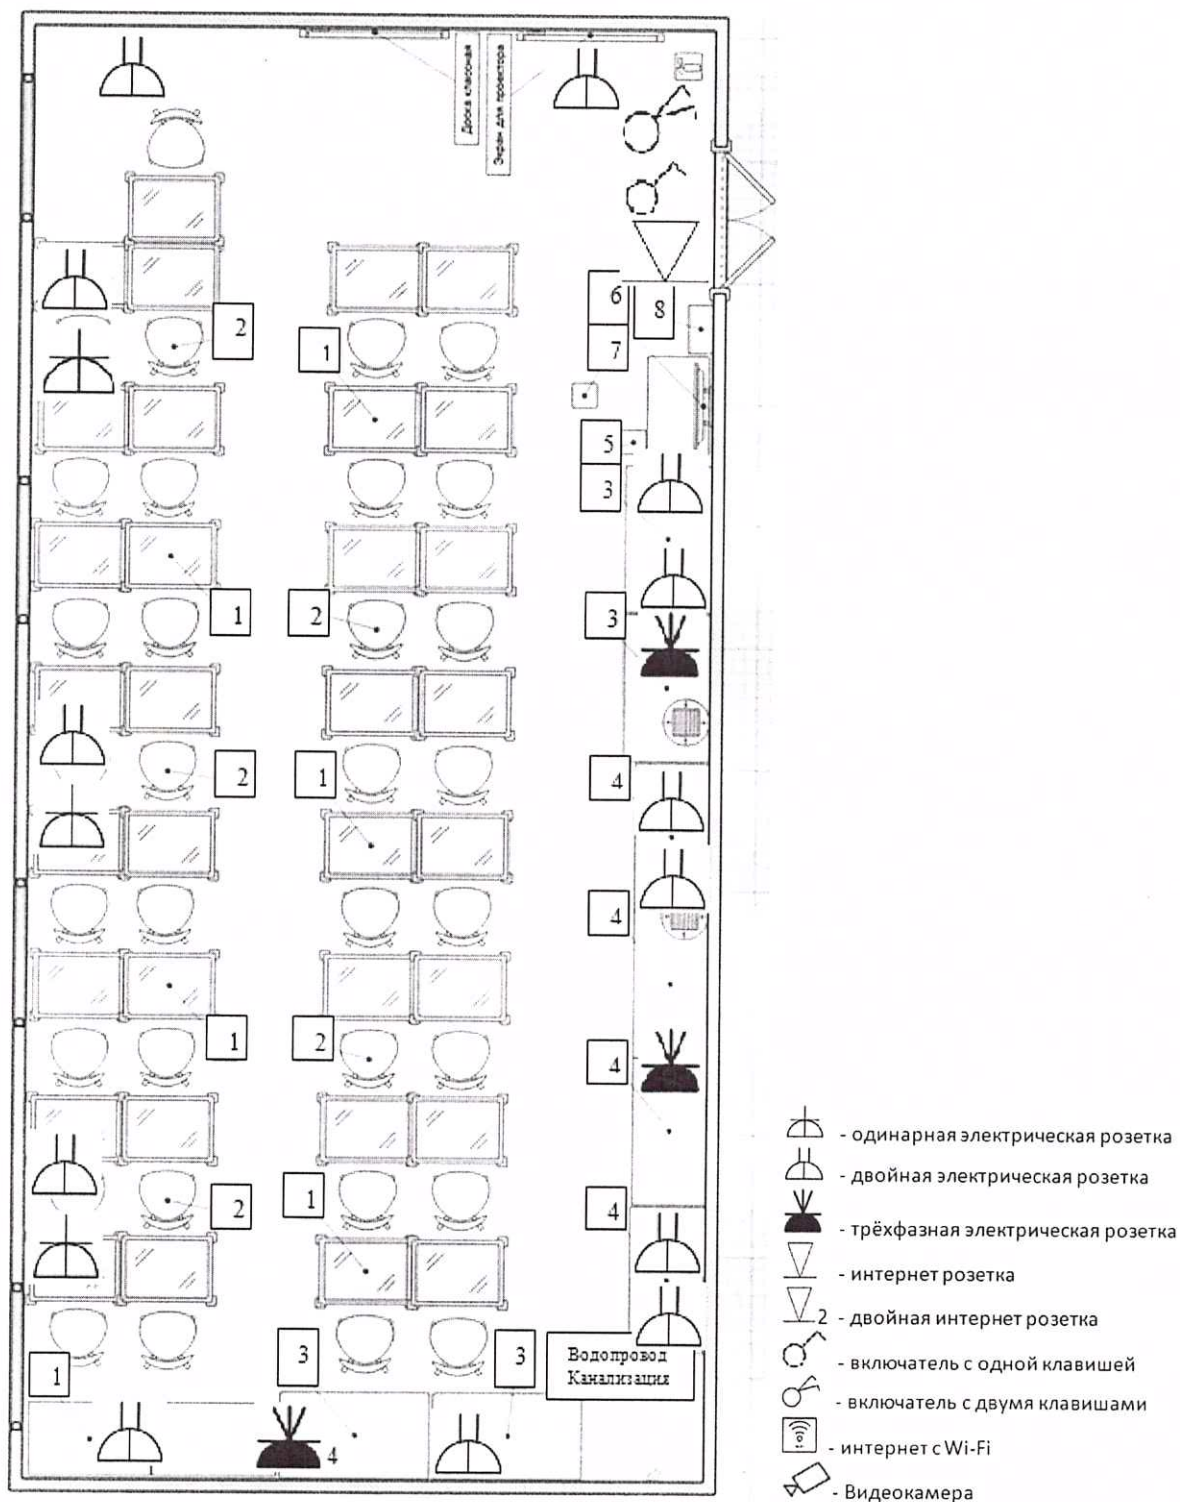 Доска классная
Экран для проектора
2
1
6
8
7
5
3
1
2
3
2
1
4
4
1
2
4
2
1
4
1
3
3
Водопровод
Канализация
4
- одинарная электрическая розетка
- двойная электрическая розетка
- трёхфазная электрическая розетка
- интернет розетка
2 - двойная интернет розетка
- включатель с одной клавишей
- включатель с двумя клавишами
- интернет с Wi-Fi
- Видеокамера